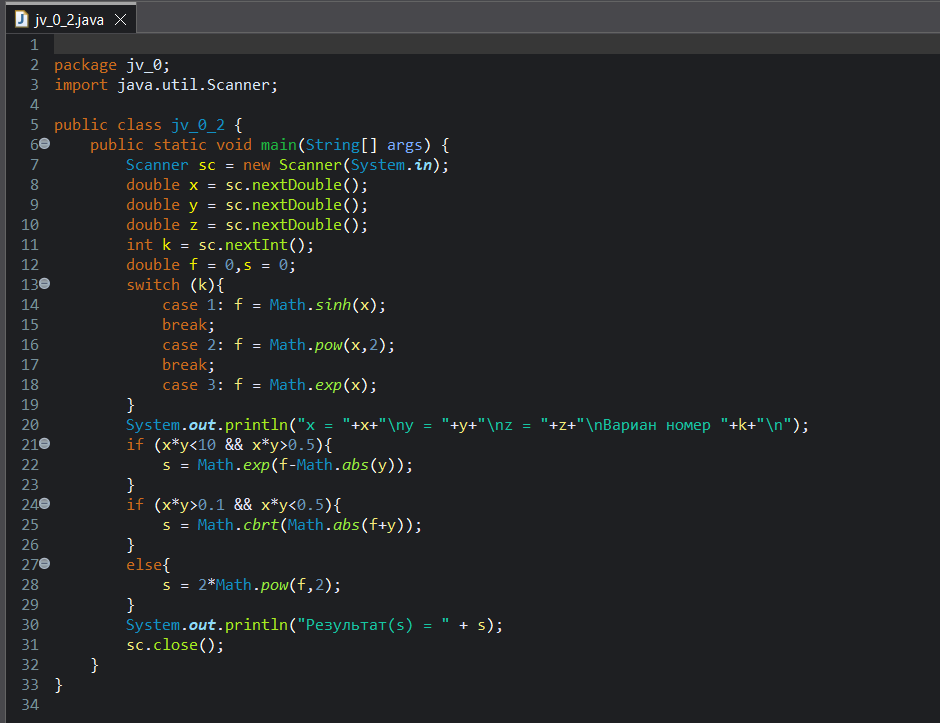 jv_0_2.java
1
2 package jv_0;
3 import java.util.Scanner;
4
5 public class jv_0_2 {
6 public static void main(String[] args) {
7 Scanner sc = new Scanner(System.in);
8 double x = sc.nextDouble();
9 double y = sc.nextDouble();
10 double z = sc.nextDouble();
11 int k = sc.nextInt();
12 double f = 0,s = 0;
13 switch (k){
14 case 1: f = Math.sinh(x);
15 break;
16 case 2: f = Math.pow(x,2);
17 break;
18 case 3: f = Math.exp(x);
19 }
20 System.out.println("x = "+x+"\ny = "+y+"\nz = "+z+"\nВариан номер "+k+"\n");
21 if (x*y<10 && x*y>0.5){
22 s = Math.exp(f-Math.abs(y));
23 }
24 if (x*y>0.1 && x*y<0.5){
25 s = Math.cbrt(Math.abs(f+y));
26 }
27 else{
28 s = 2*Math.pow(f,2);
29 }
30 System.out.println("Результат(s) = " + s);
31 sc.close();
32 }
33 }
34